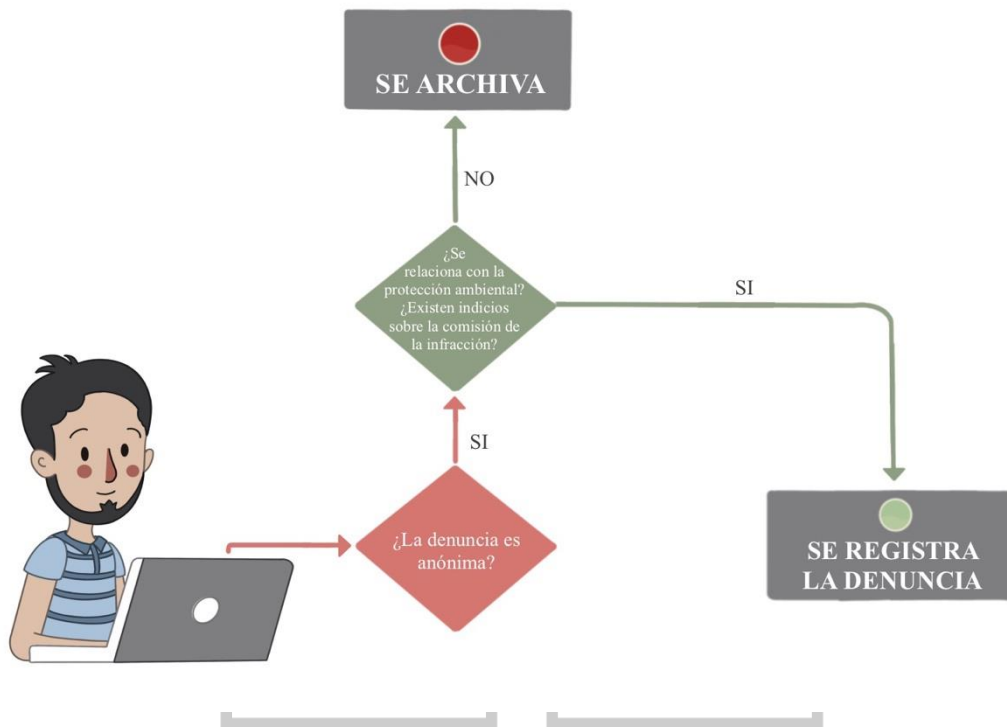 SE ARCHIVA
NO
¿Se
relaciona con la
protección ambiental?
¿Existen indicios
sobre la comisión de
la infracción?
SI
SI
¿La denuncia es
anónima?
SE REGISTRA
LA DENUNCIA